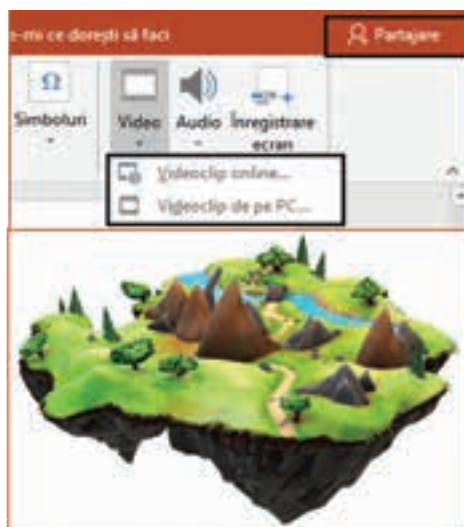 e-mi ce dorești să faci
Partajare
Simboluri
Video
Audio
Înregistrare
ecran
Videoclip online...
Videoclip de pe PC...